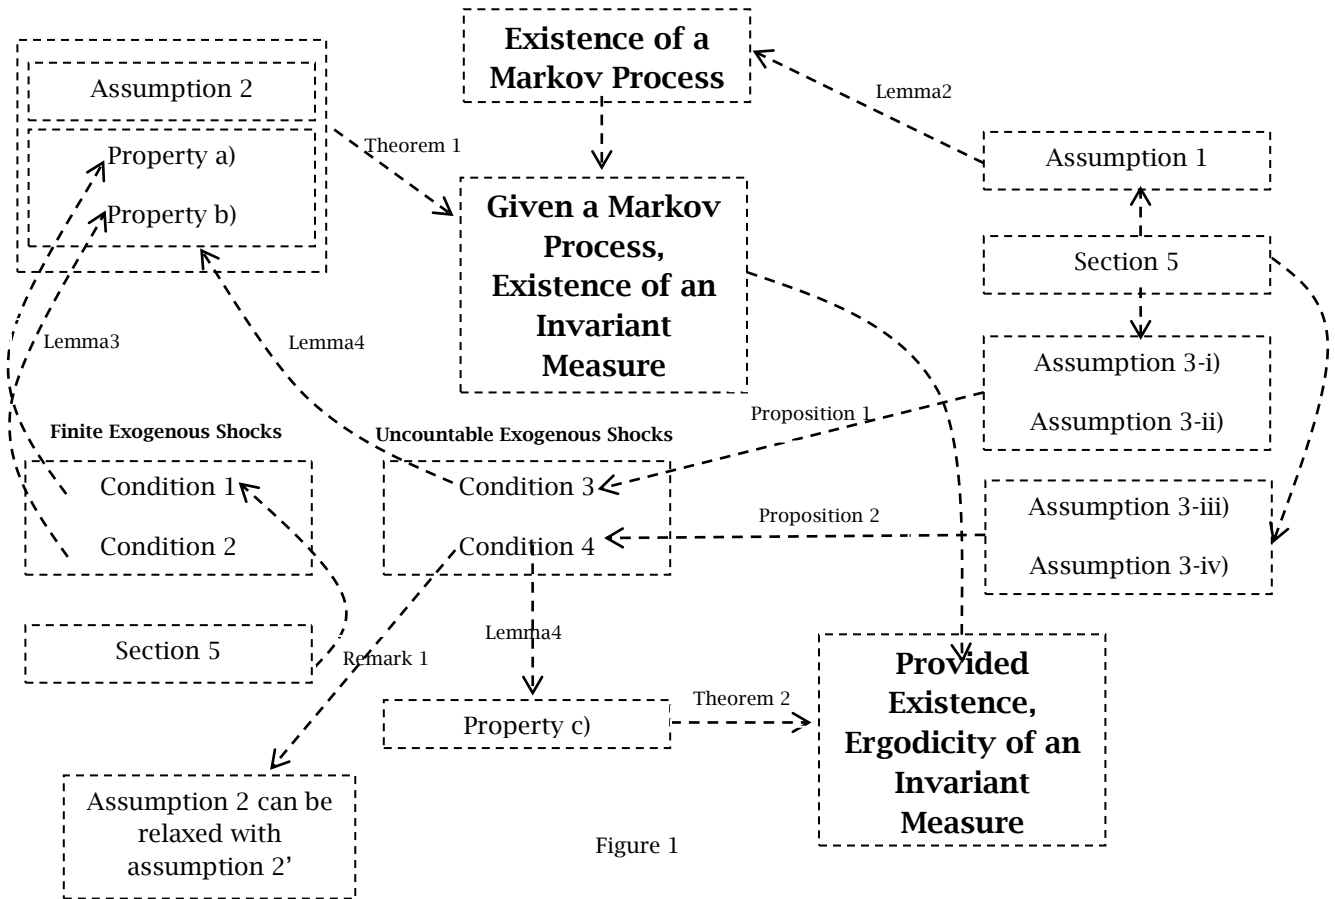 Existence of a
Markov Process
Assumption 2
Property a)
Property b)
Theorem 1
Lemma2
Assumption 1
Given a Markov
Process,
Existence of an
Invariant
Measure
Section 5
Lemma3
Lemma4
Assumption 3-i)
Assumption 3-ii)
Proposition 1
Finite Exogenous Shocks
Uncountable Exogenous Shocks
Condition 1
Condition 2
Condition 3
Condition 4
Proposition 2
Assumption 3-iii)
Assumption 3-iv)
Section 5
Lemma4
Remark 1
Property c)
Theorem 2
Provided
Existence,
Ergodicity of an
Invariant
Measure
Assumption 2 can be
relaxed with
assumption 2’
Figure 1